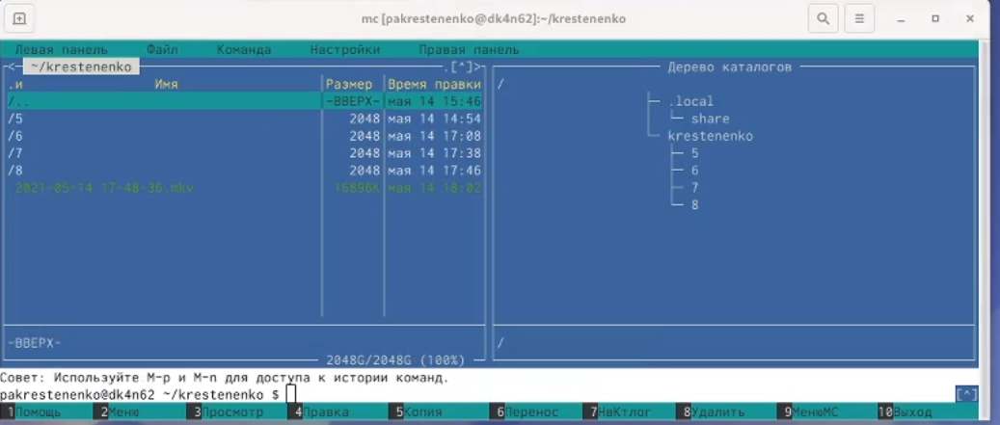 mc [pakrestenenko@dk4n62]:~/krestenenko
Левая панель Файл Команда Настройки Правая панель
<- ~/krestenenko .[^]> Дерево каталогов
.и Имя Размер Время правки /
/.. -ВВЕРХ- мая 14 15:46 .local
/5 2048 мая 14 14:54 share
/6 2048 мая 14 17:08 krestenenko
/7 2048 мая 14 17:38 5
/8 2048 мая 14 17:46 6
2021-05-14 17-48-36.mkv 16896K мая 14 18:02 7
8
-ВВЕРХ- /
2048G/2048G (100%)
Совет: Используйте M-p и M-n для доступа к истории команд.
pakrestenenko@dk4n62 ~/krestenenko $ [^]
1Помощь 2Меню 3Просмотр 4Правка 5Копия 6Перенос 7НвКтлог 8Удалить 9МенюMC 10Выход